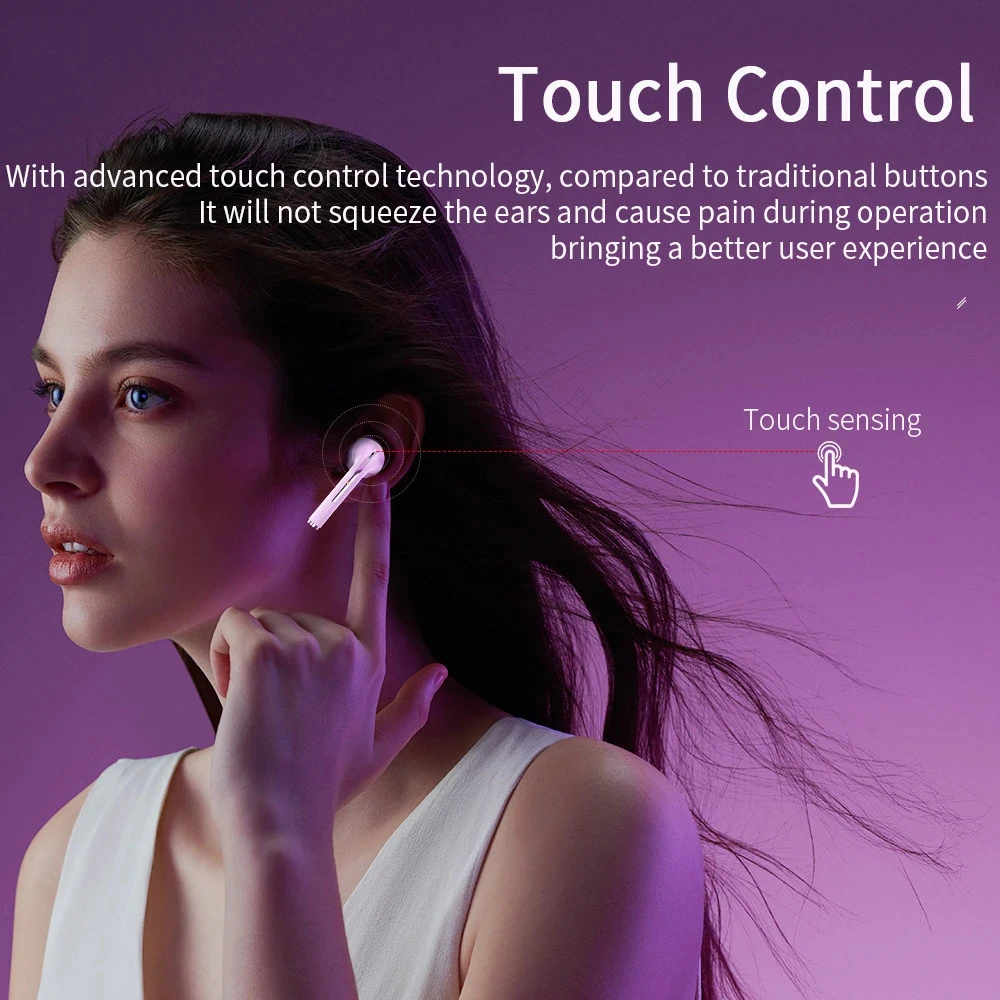 Touch Control
With advanced touch control technology, compared to traditional buttons
It will not squeeze the ears and cause pain during operation
bringing a better user experience
Touch sensing